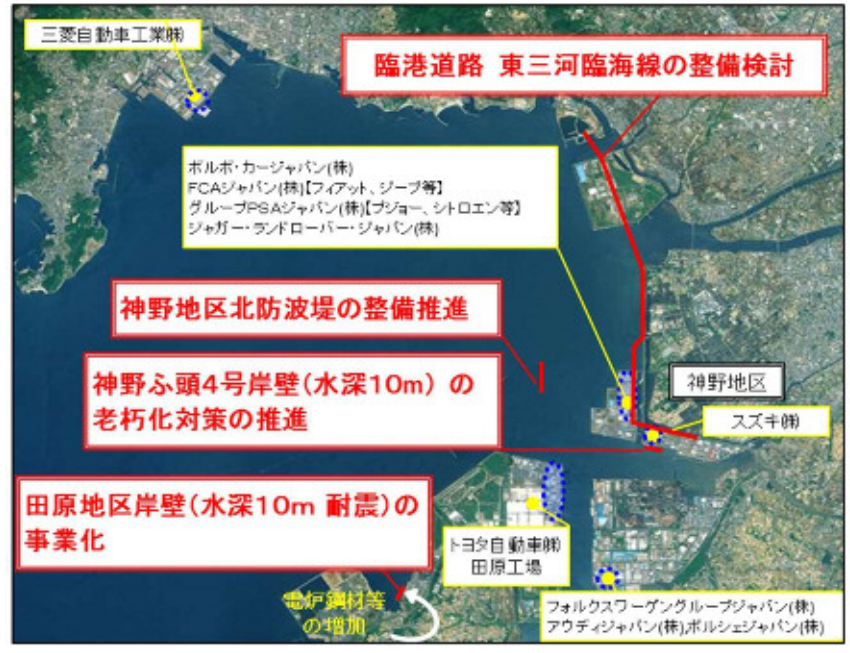 三菱自動車工業㈱
臨港道路 東三河臨海線の整備検討
ボルボ・カージャパン(株)
FCAジャパン(株)【フィアット、ジープ等】
グループPSAジャパン(株)【プジョー、シトロエン等】
ジャガー・ランドローバー・ジャパン(株)
神野地区北防波堤の整備推進
神野ふ頭4号岸壁(水深10m)の
老朽化対策の推進
神野地区
スズキ㈱
田原地区岸壁(水深10m 耐震)の
事業化
トヨタ自動車㈱
田原工場
電炉鋼材等
の増加
フォルクスワーゲングループジャパン(株)
アウディジャパン(株),ポルシェジャパン(株)